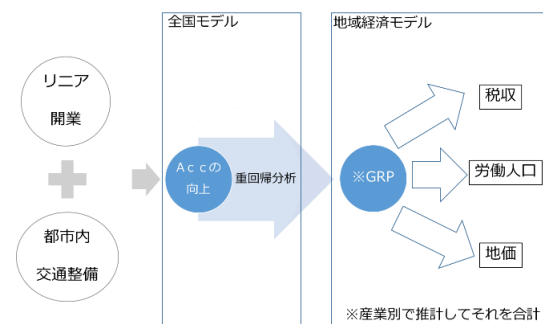 全国モデル
地域経済モデル
リニア
開業
都市内
交通整備
Ａｃｃの
向上
重回帰分析
※GRP
税収
労働人口
地価
※産業別で推計してそれを合計